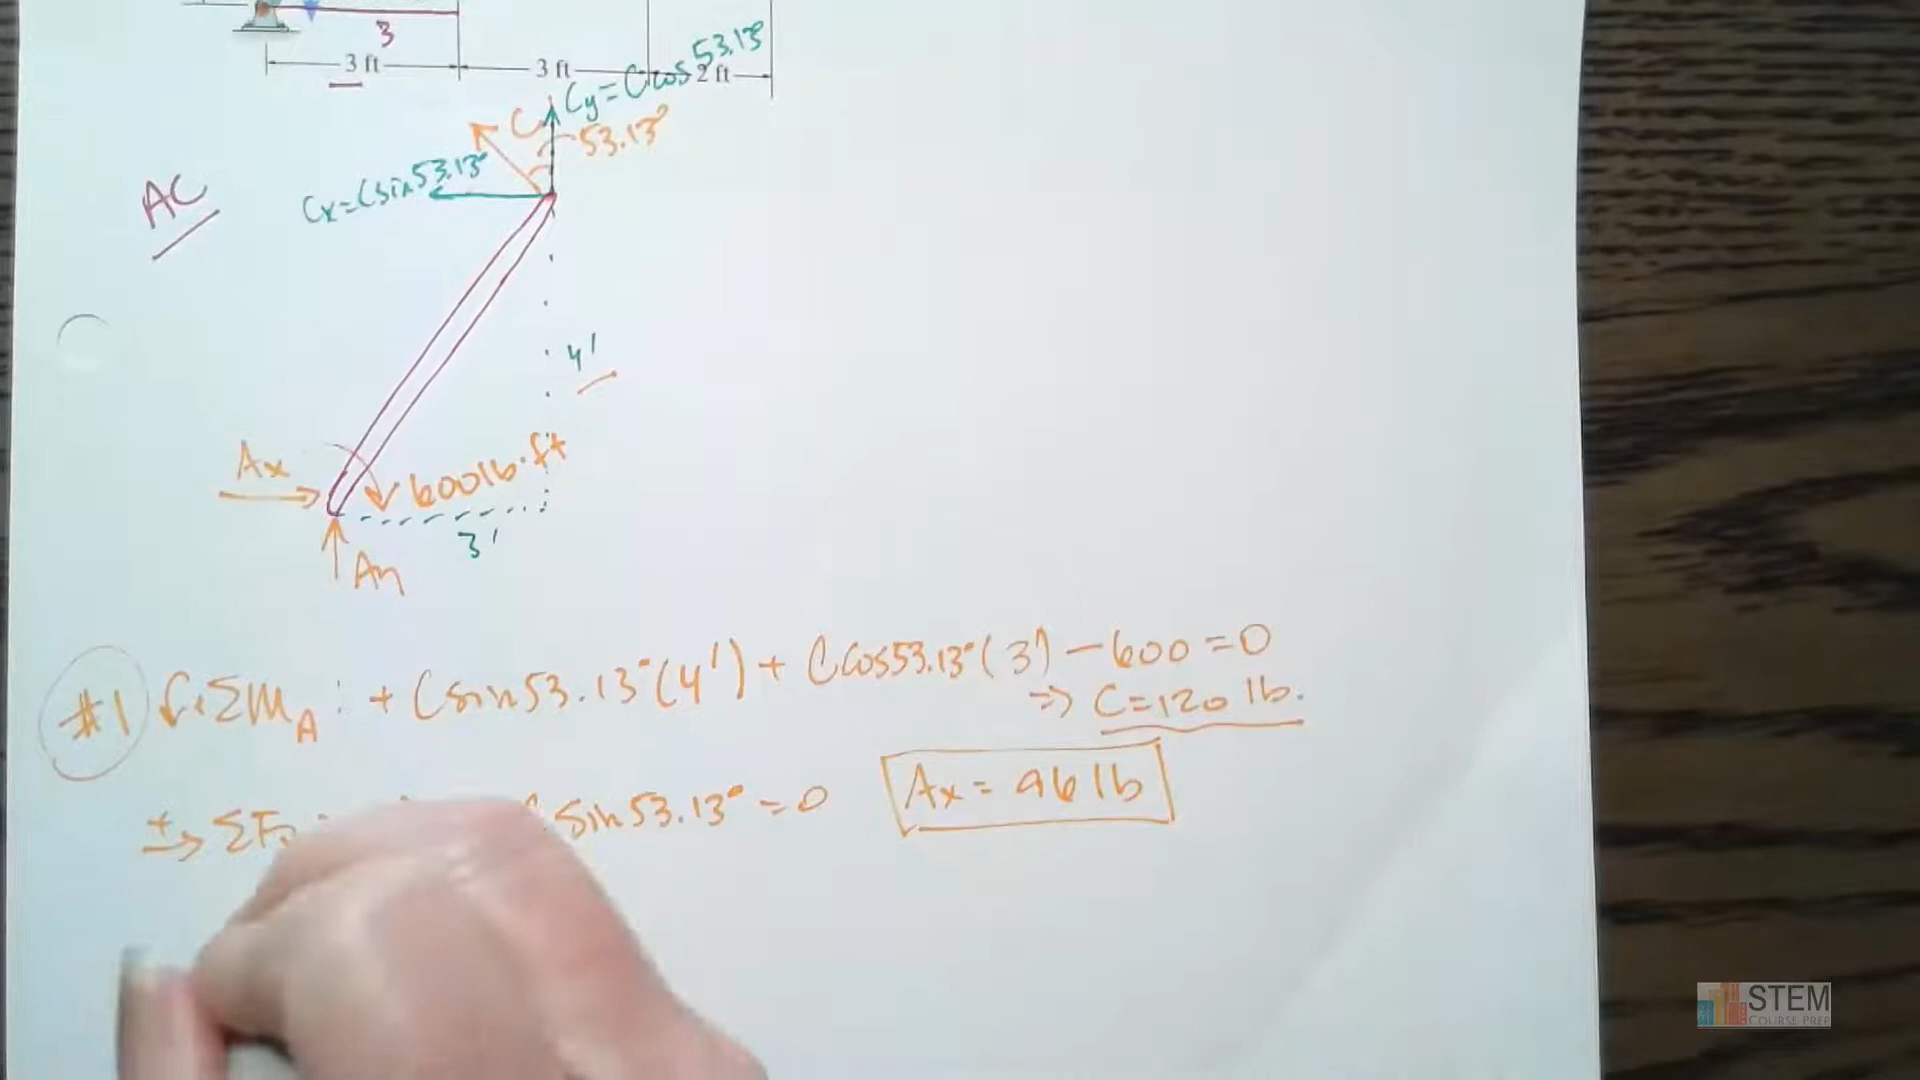 3
3 ft
3 ft
2 ft
Cy = C cos 53.13°
C
53.13°
Cx = C sin 53.13°
AC
4'
Ax
600 lb·ft
3'
Ay
#1 + ΣMA : + C sin 53.13° (4') + C cos 53.13° (3') - 600 = 0
⇒ C = 120 lb.
+→ ΣF sin 53.13° = 0 Ax = 96 lb
STEM
COURSE PREP